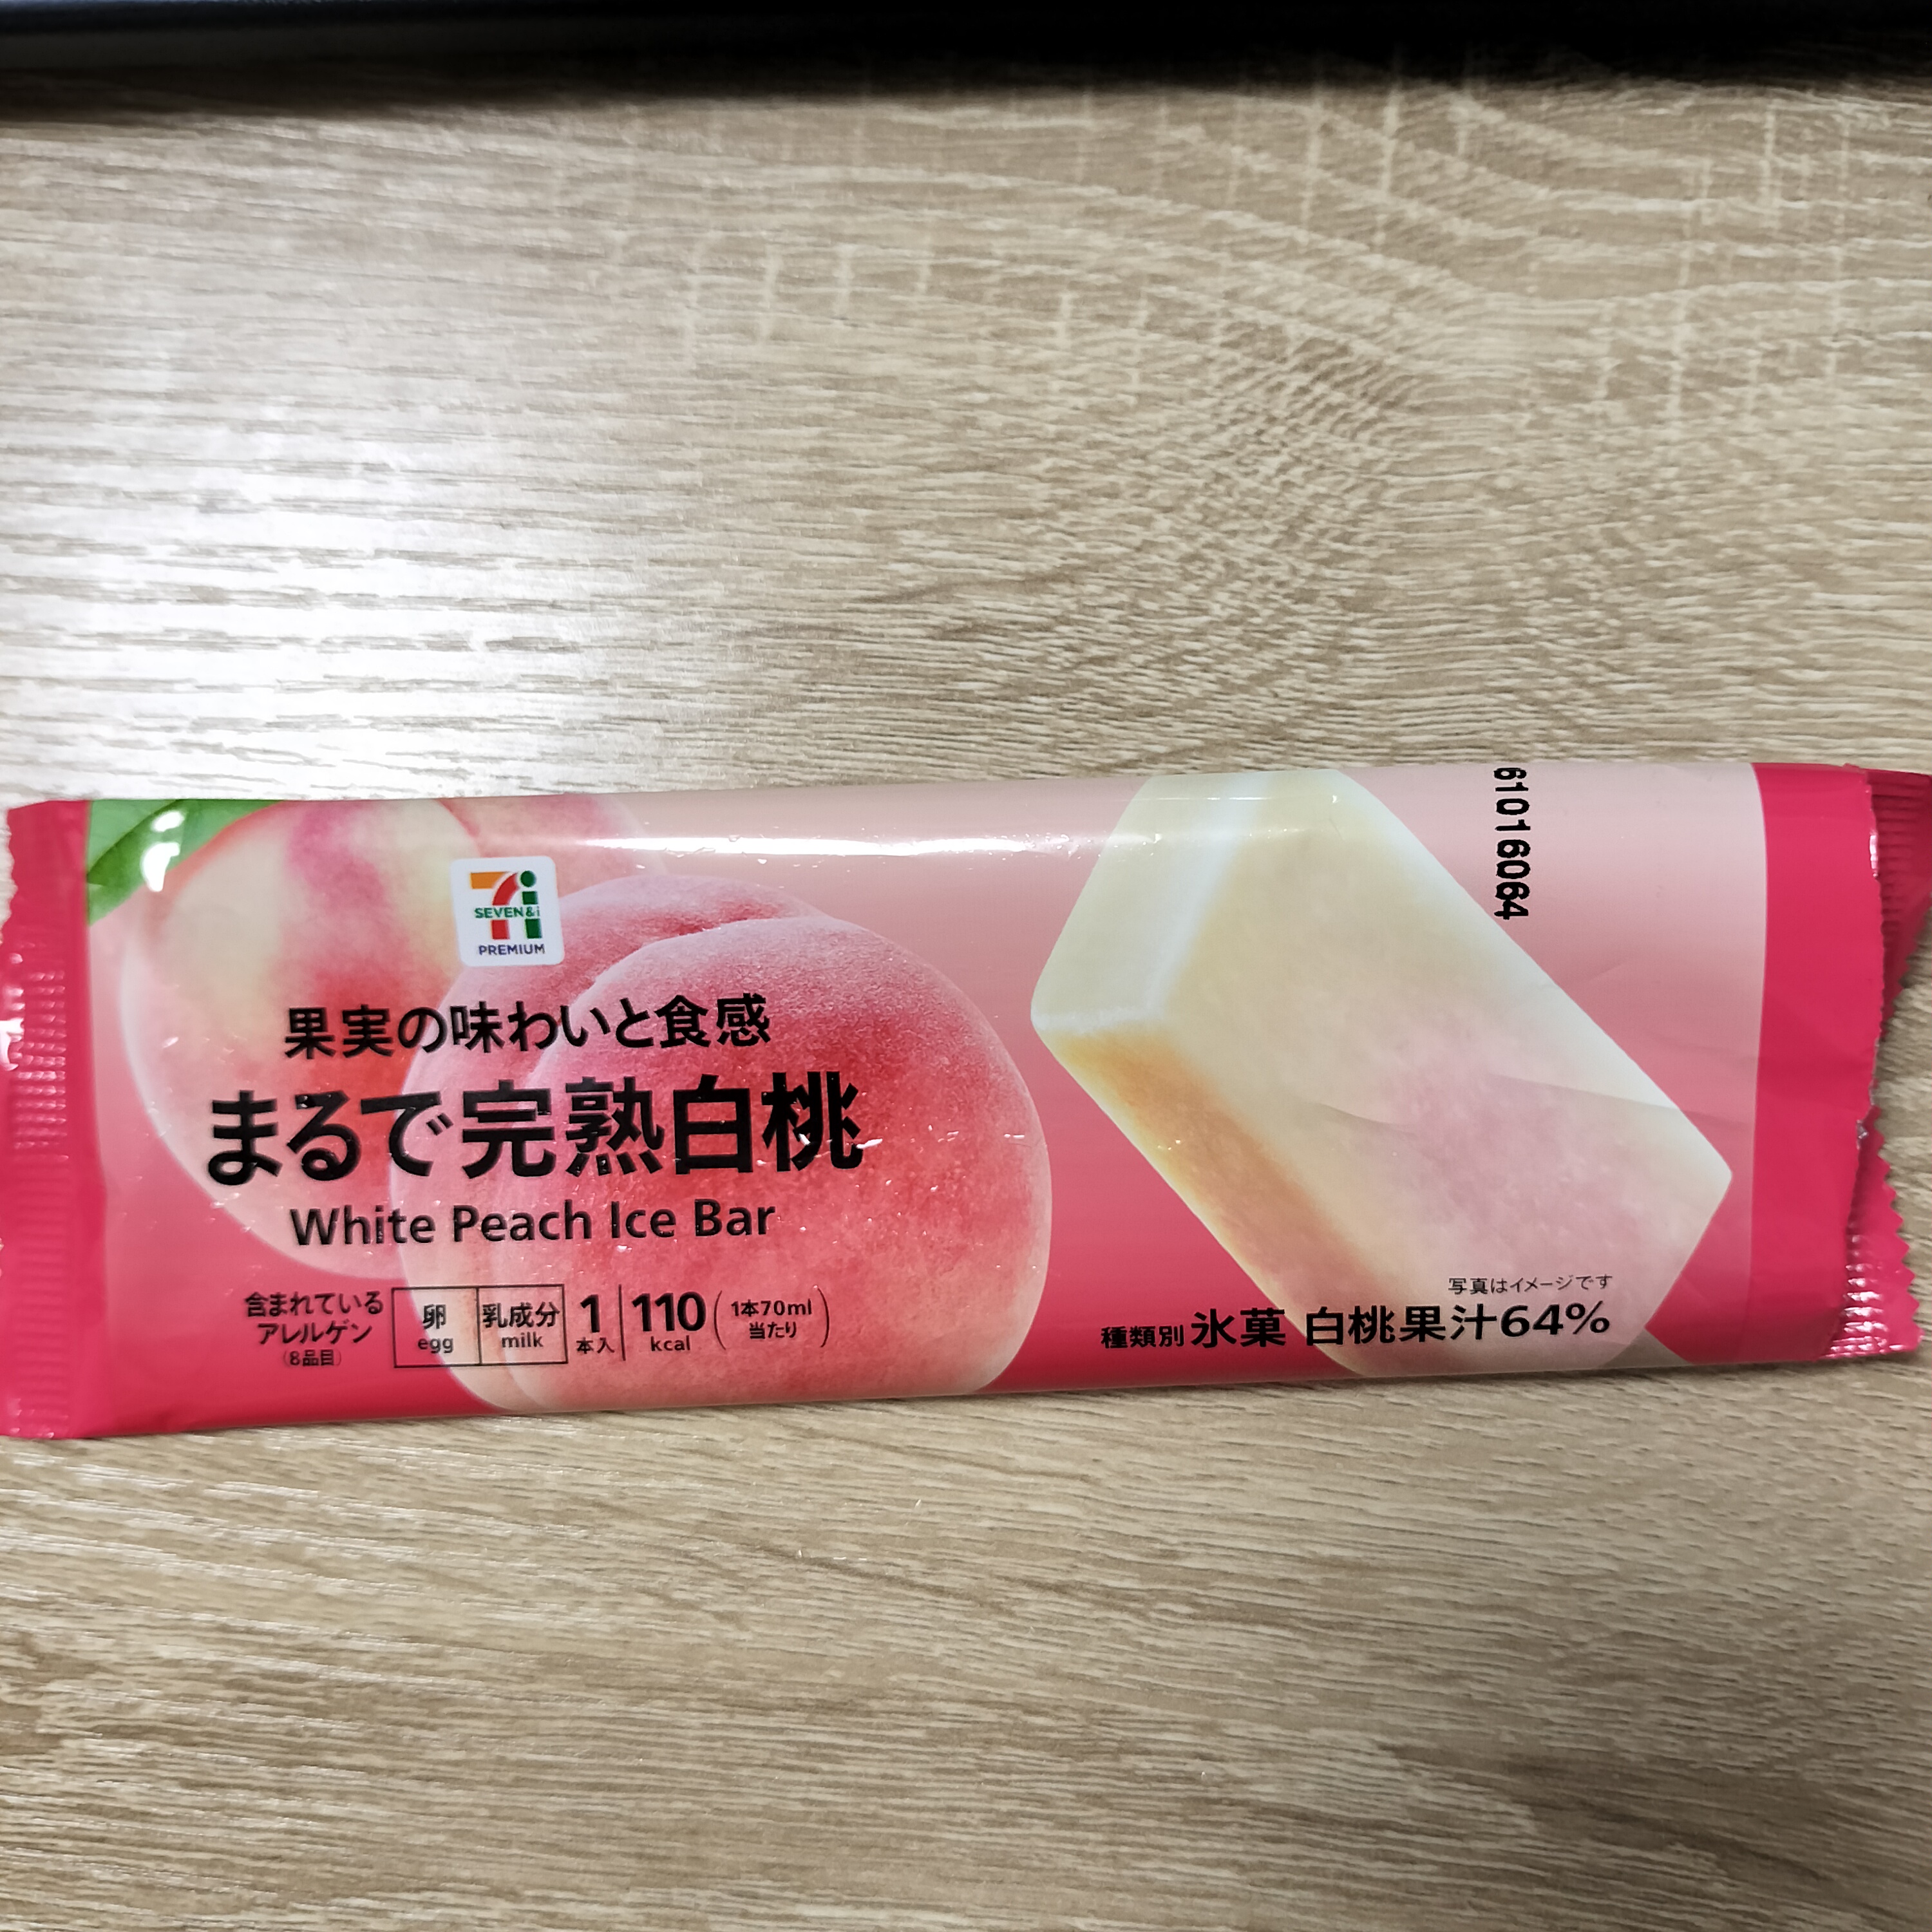 SEVEN&i
PREMIUM
果実の味わいと食感
まるで完熟白桃
White Peach Ice Bar
含まれている
アレルゲン
(8品目)
卵
egg
乳成分
milk
1
本入
110
kcal
(1本70ml
当たり)
写真はイメージです
種類別 氷菓 白桃果汁64%
61016064